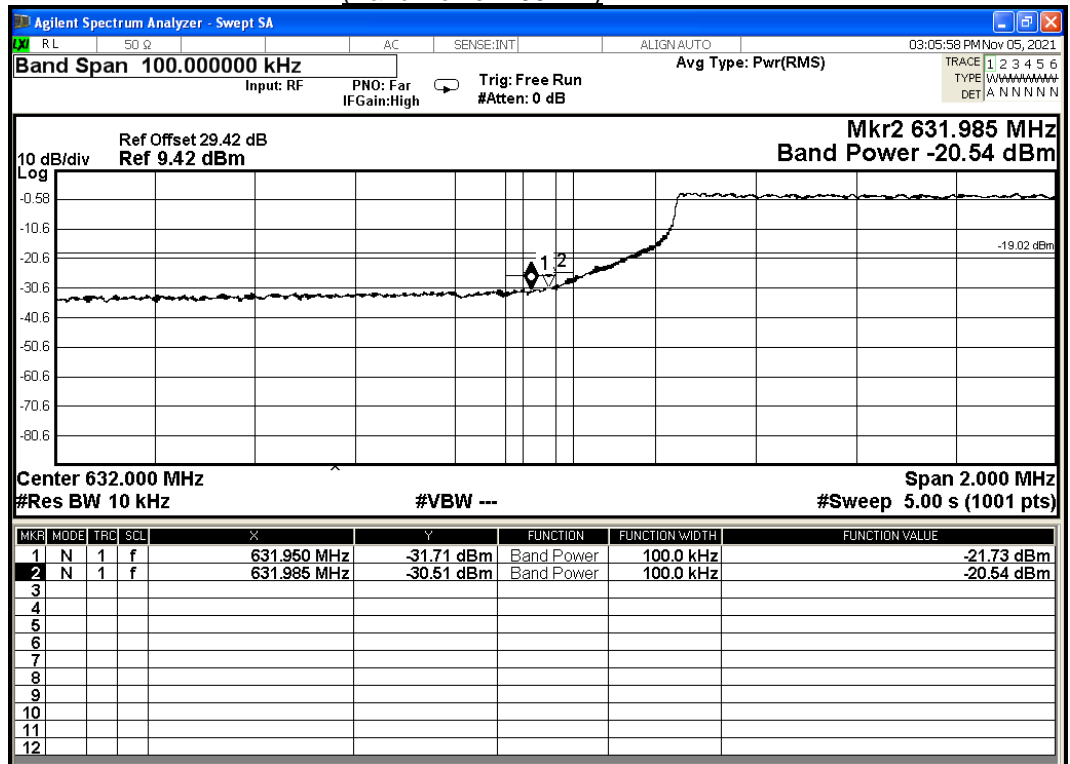 Agilent Spectrum Analyzer - Swept SA
LXI RL 50 Ω AC SENSE:INT ALIGN AUTO 03:05:58 PM Nov 05, 2021
Band Span 100.000000 kHz
Input: RF
PNO: Far
IFGain:High
Trig: Free Run
#Atten: 0 dB
Avg Type: Pwr(RMS)
TRACE 1 2 3 4 5 6
TYPE
DET A N N N N N
Ref Offset 29.42 dB
10 dB/div Ref 9.42 dBm
Log
Mkr2 631.985 MHz
Band Power -20.54 dBm
-0.58
-10.6
-19.02 dBm
-20.6
1 2
-30.6
-40.6
-50.6
-60.6
-70.6
-80.6
Center 632.000 MHz Span 2.000 MHz
#Res BW 10 kHz #VBW --- #Sweep 5.00 s (1001 pts)
MKR MODE TRC SCL X Y FUNCTION FUNCTION WIDTH FUNCTION VALUE
1 N 1 f 631.950 MHz -31.71 dBm Band Power 100.0 kHz -21.73 dBm
2 N 1 f 631.985 MHz -30.51 dBm Band Power 100.0 kHz -20.54 dBm
3
4
5
6
7
8
9
10
11
12